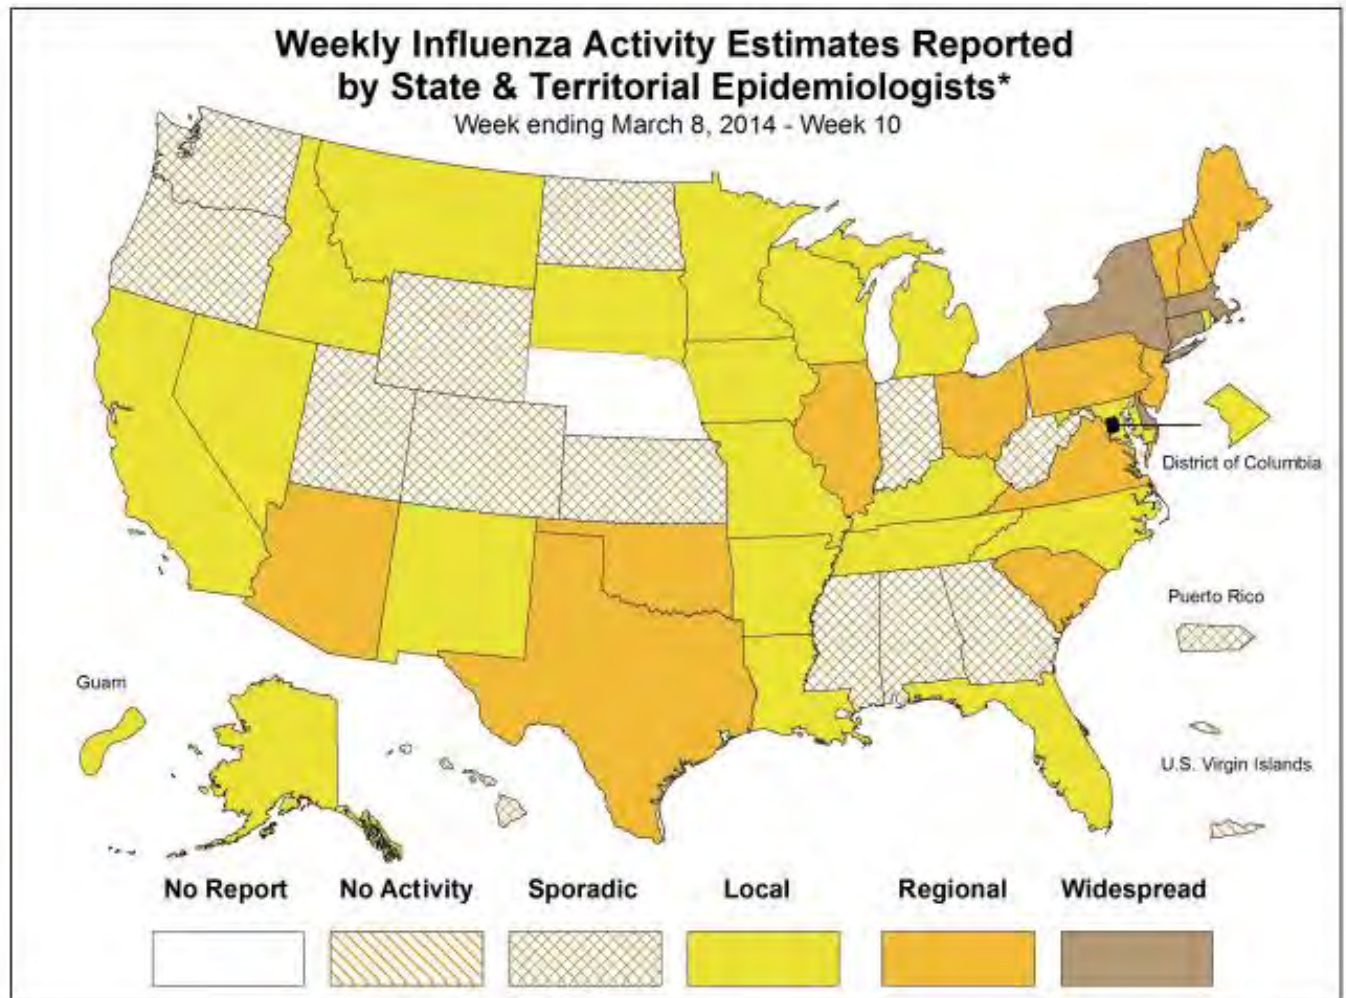 Weekly Influenza Activity Estimates Reported
by State & Territorial Epidemiologists*
Week ending March 8, 2014 - Week 10
District of Columbia
Puerto Rico
Guam
U.S. Virgin Islands
No Report No Activity Sporadic Local Regional Widespread